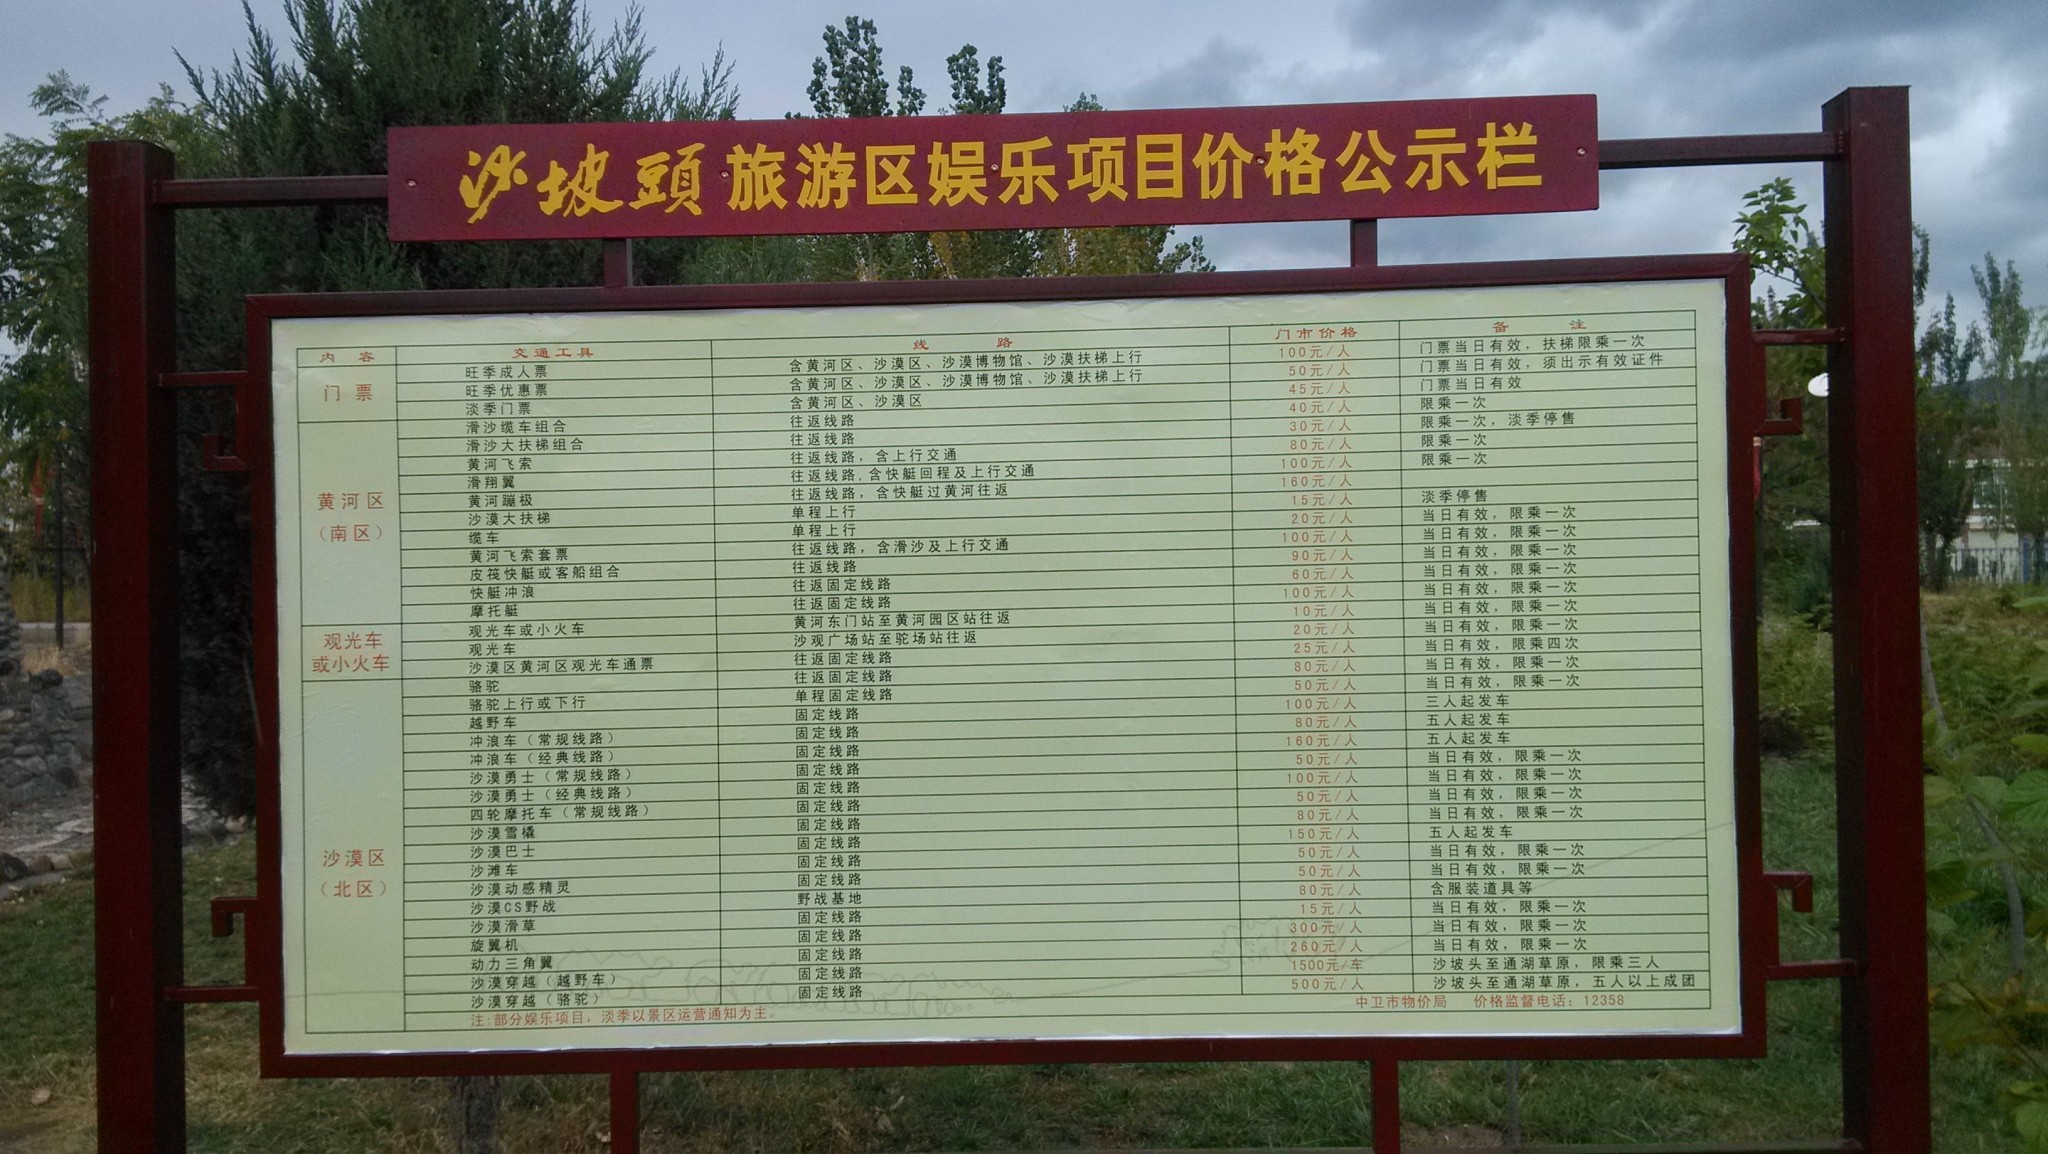 沙坡頭旅游区娱乐项目价格公示栏
内容 交通工具 线路 门市价格 备注
门票
旺季成人票 含黄河区、沙漠区、沙漠博物馆、沙漠扶梯上行 100元/人 门票当日有效，扶梯限乘一次
旺季优惠票 含黄河区、沙漠区、沙漠博物馆、沙漠扶梯上行 50元/人 门票当日有效，须出示有效证件
淡季门票 含黄河区、沙漠区 45元/人 门票当日有效
黄河区
（南区）
滑沙缆车组合 往返线路 40元/人 限乘一次
滑沙大扶梯组合 往返线路 30元/人 限乘一次，淡季停售
黄河飞索 往返线路，含上行交通 80元/人 限乘一次
滑翔翼 往返线路,含快艇回程及上行交通 100元/人 限乘一次
黄河蹦极 往返线路，含快艇过黄河往返 160元/人
沙漠大扶梯 单程上行 15元/人 淡季停售
缆车 单程上行 20元/人 当日有效，限乘一次
黄河飞索套票 往返线路，含滑沙及上行交通 100元/人 当日有效，限乘一次
皮筏快艇或客船组合 往返线路 90元/人 当日有效，限乘一次
快艇冲浪 往返固定线路 60元/人 当日有效，限乘一次
摩托艇 往返固定线路 100元/人 当日有效，限乘一次
观光车
或小火车
观光车或小火车 黄河东门站至黄河园区站往返 10元/人 当日有效，限乘一次
观光车 沙观广场站至驼场站往返 20元/人 当日有效，限乘一次
沙漠区黄河区观光车通票 往返固定线路 25元/人 当日有效，限乘四次
沙漠区
（北区）
骆驼 往返固定线路 80元/人 当日有效，限乘一次
骆驼上行或下行 单程固定线路 50元/人 当日有效，限乘一次
越野车 固定线路 100元/人 三人起发车
冲浪车（常规线路） 固定线路 80元/人 五人起发车
冲浪车（经典线路） 固定线路 160元/人 五人起发车
沙漠勇士（常规线路） 固定线路 50元/人 当日有效，限乘一次
沙漠勇士（经典线路） 固定线路 100元/人 当日有效，限乘一次
四轮摩托车（常规线路） 固定线路 50元/人 当日有效，限乘一次
沙漠雪橇 固定线路 80元/人 当日有效，限乘一次
沙漠巴士 固定线路 150元/人 五人起发车
沙滩车 固定线路 50元/人 当日有效，限乘一次
沙漠动感精灵 固定线路 50元/人 当日有效，限乘一次
沙漠CS野战 野战基地 80元/人 含服装道具等
沙漠滑草 固定线路 15元/人 当日有效，限乘一次
旋翼机 固定线路 300元/人 当日有效，限乘一次
动力三角翼 固定线路 260元/人 当日有效，限乘一次
沙漠穿越（越野车） 固定线路 1500元/车 沙坡头至通湖草原，限乘三人
沙漠穿越（骆驼） 固定线路 500元/人 沙坡头至通湖草原，五人以上成团
注:部分娱乐项目，淡季以景区运营通知为主. 中卫市物价局 价格监督电话：12358